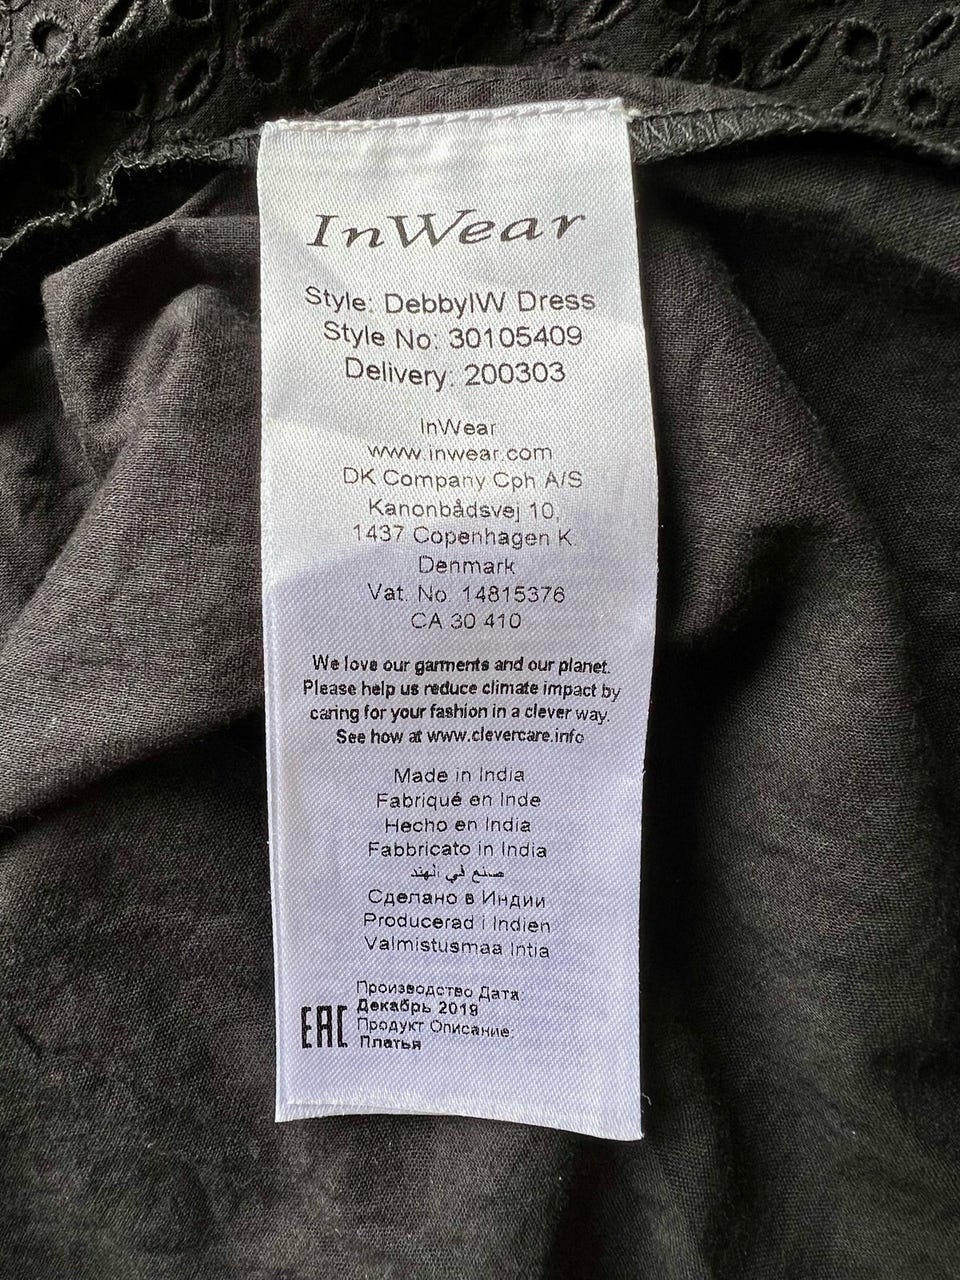 InWear
Style: DebbyIW Dress
Style No: 30105409
Delivery: 200303
InWear
www.inwear.com
DK Company Cph A/S
Kanonbådsvej 10,
1437 Copenhagen K.
Denmark
Vat. No. 14815376
CA 30 410
We love our garments and our planet.
Please help us reduce climate impact by
caring for your fashion in a clever way.
See how at www.clevercare.info
Made in India
Fabriqué en Inde
Hecho en India
Fabbricato in India
صنع في الهند
Сделано в Индии
Producerad i Indien
Valmistusmaa Intia
Производство Дата:
Декабрь 2019
EAC Продукт Описание:
Платья